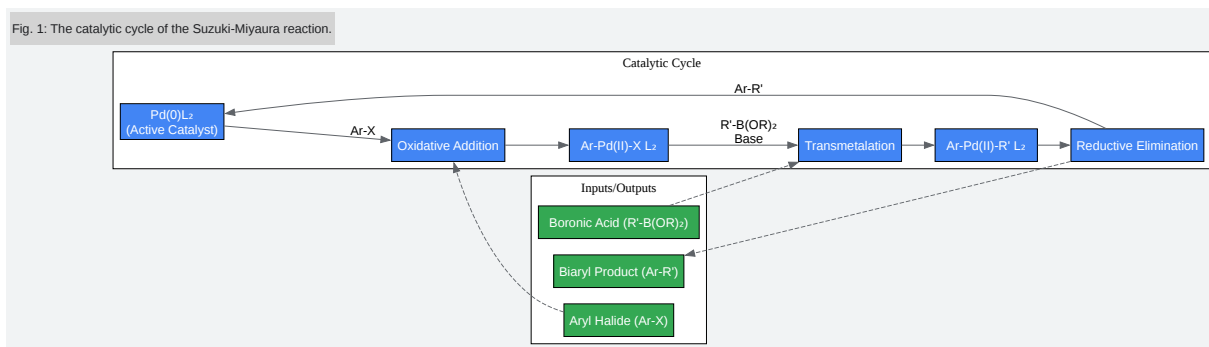 Fig. 1: The catalytic cycle of the Suzuki-Miyaura reaction.
Catalytic Cycle
Ar-R'
Pd(0)L₂
(Active Catalyst)
Ar-X
R'-B(OR)₂
Base
Oxidative Addition
Ar-Pd(II)-X L₂
Transmetalation
Ar-Pd(II)-R' L₂
Reductive Elimination
Inputs/Outputs
Boronic Acid (R'-B(OR)₂)
Biaryl Product (Ar-R')
Aryl Halide (Ar-X)